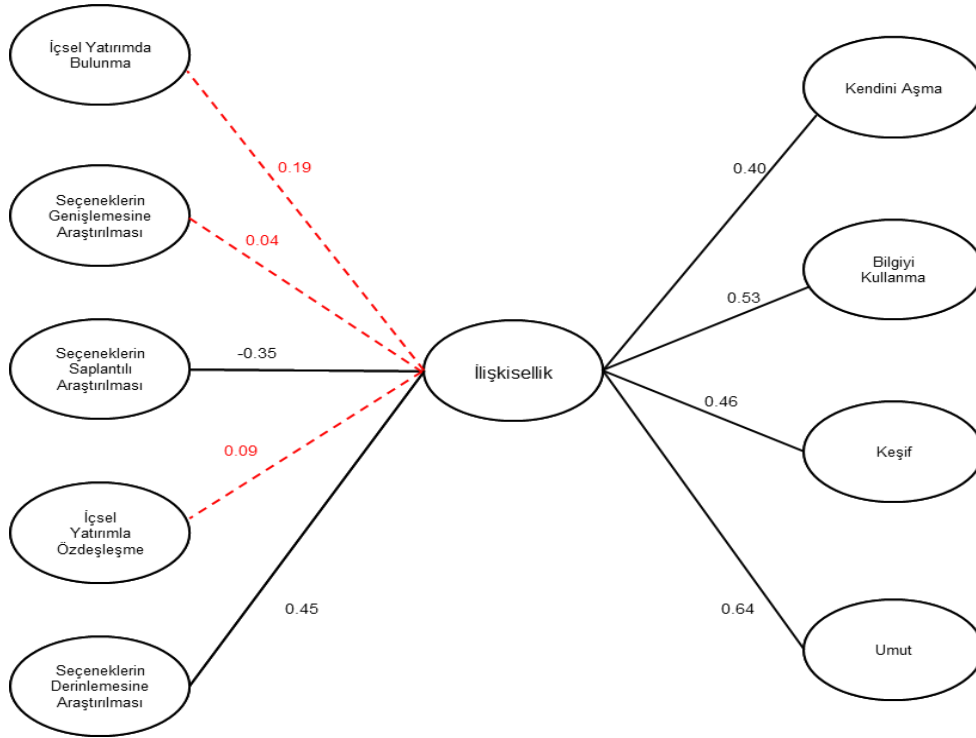 İçsel Yatırımda
Bulunma
Seçeneklerin
Genişlemesine
Araştırılması
Seçeneklerin
Saplantılı
Araştırılması
İçsel
Yatırımla
Özdeşleşme
Seçeneklerin
Derinlemesine
Araştırılması
0.19
0.04
-0.35
0.09
0.45
İlişkisellik
0.40
0.53
0.46
0.64
Kendini Aşma
Bilgiyi
Kullanma
Keşif
Umut